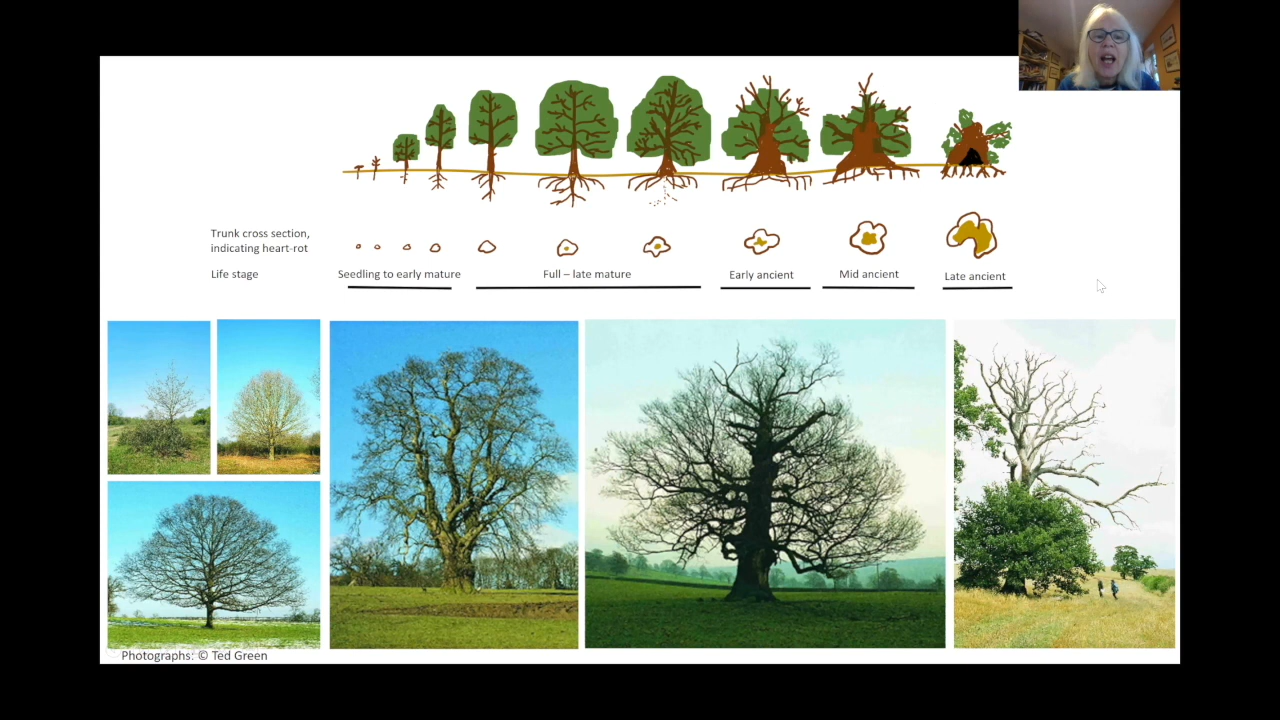 Trunk cross section,
indicating heart-rot
Life stage
Seedling to early mature
Full – late mature
Early ancient
Mid ancient
Late ancient
Photographs: © Ted Green